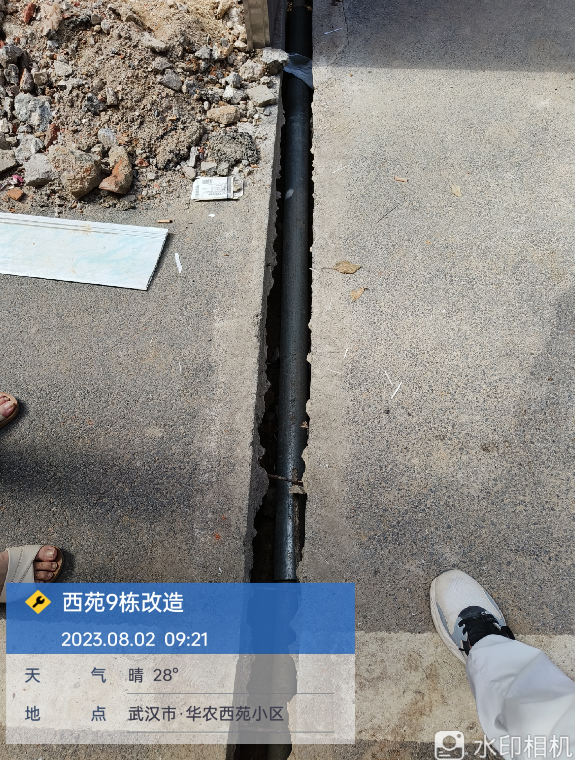 西苑9栋改造
2023.08.02 09:21
天 气 晴 28°
地 点 武汉市·华农西苑小区
水印相机